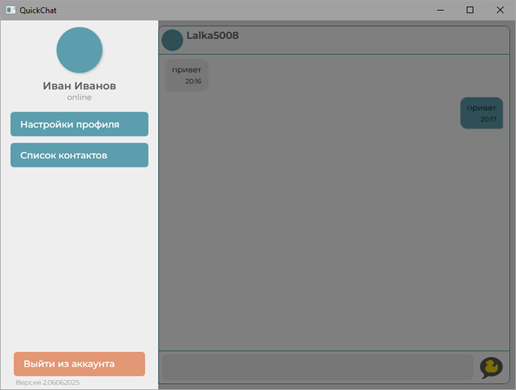 QuickChat
Иван Иванов
online
Настройки профиля
Список контактов
Выйти из аккаунта
Версия 2.06062025
Lalka5008
привет
20:16
привет
20:17